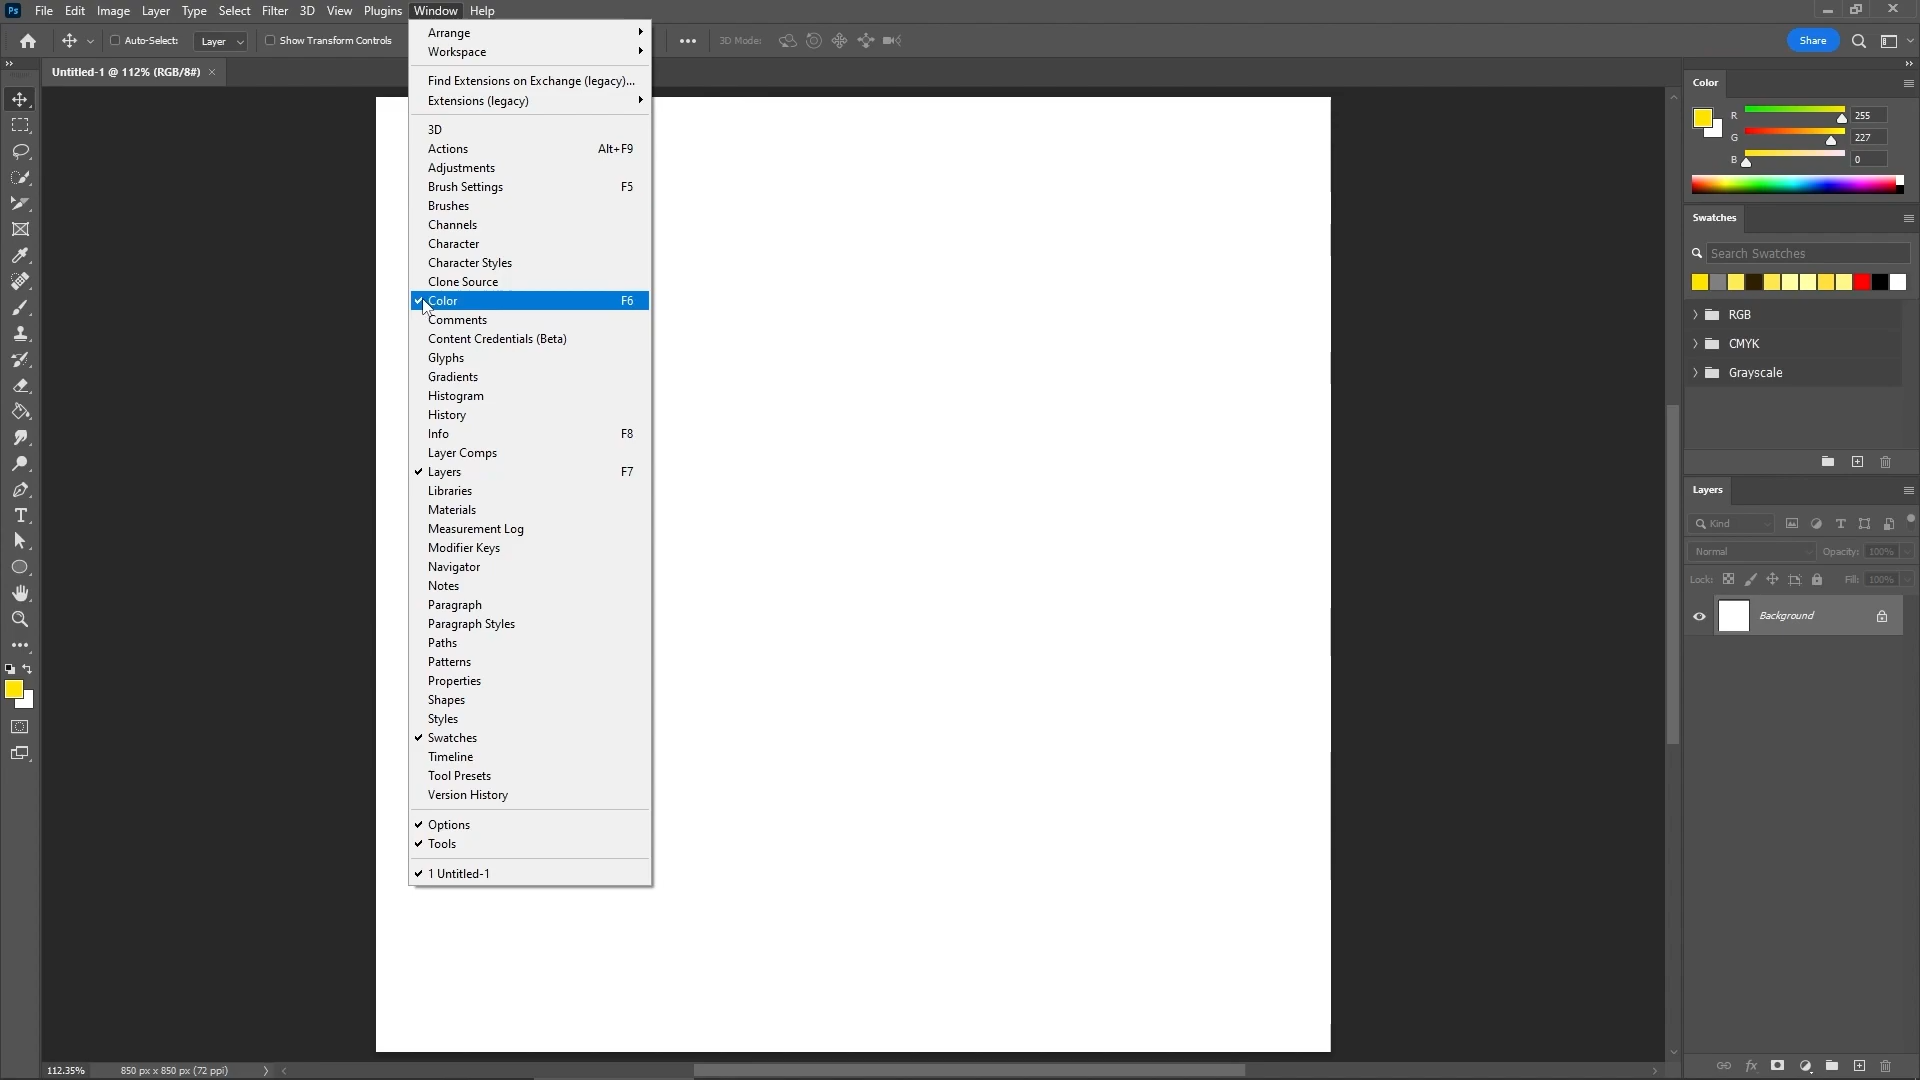 Ps File Edit Image Layer Type Select Filter 3D View Plugins Window Help
Auto-Select: Layer Show Transform Controls
3D Mode:
Share
Untitled-1 @ 112% (RGB/8#)
Arrange
Workspace
Find Extensions on Exchange (legacy)...
Extensions (legacy)
3D
Actions Alt+F9
Adjustments
Brush Settings F5
Brushes
Channels
Character
Character Styles
Clone Source
Color F6
Comments
Content Credentials (Beta)
Glyphs
Gradients
Histogram
History
Info F8
Layer Comps
Layers F7
Libraries
Materials
Measurement Log
Modifier Keys
Navigator
Notes
Paragraph
Paragraph Styles
Paths
Patterns
Properties
Shapes
Styles
Swatches
Timeline
Tool Presets
Version History
Options
Tools
1 Untitled-1
Color
R 255
G 227
B 0
Swatches
Search Swatches
RGB
CMYK
Grayscale
Layers
Kind
Normal Opacity: 100%
Lock: Fill: 100%
Background
112.35% 850 px x 850 px (72 ppi)